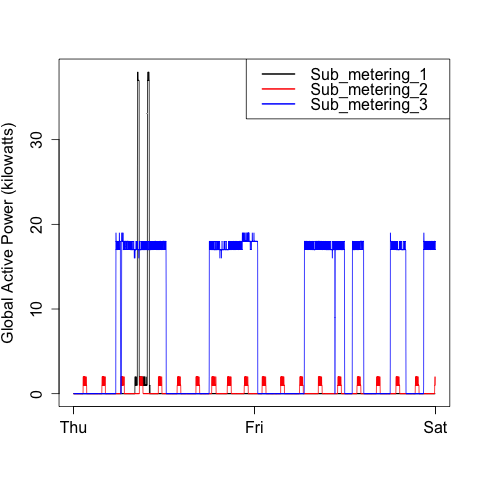 Sub_metering_1
Sub_metering_2
Sub_metering_3
Global Active Power (kilowatts)
30
20
10
0
Thu Fri Sat